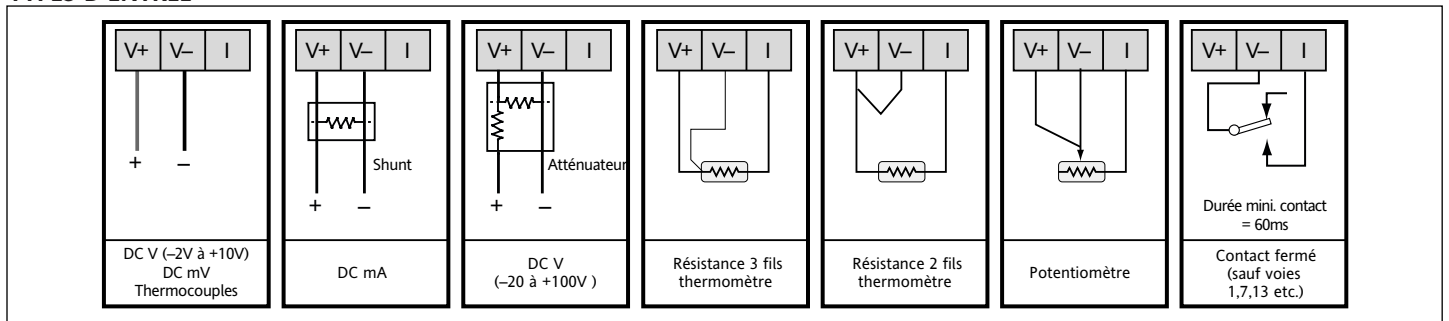 V+ V– I
+ –
DC V (–2V à +10V)
DC mV
Thermocouples
V+ V– I
Shunt
+ –
DC mA
V+ V– I
Atténuateur
+ –
DC V
(–20 à +100V )
V+ V– I
Résistance 3 fils
thermomètre
V+ V– I
Résistance 2 fils
thermomètre
V+ V– I
Potentiomètre
V+ V– I
Durée mini. contact
= 60ms
Contact fermé
(sauf voies
1,7,13 etc.)